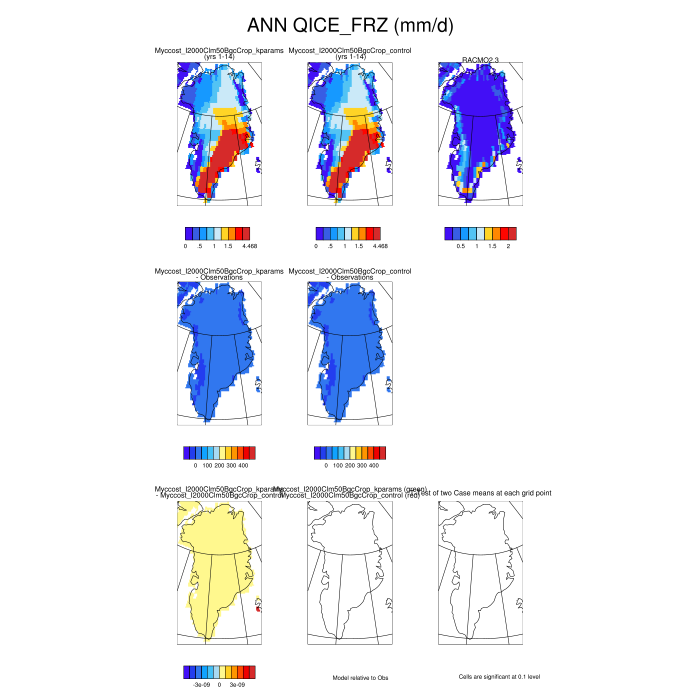 ANN QICE_FRZ (mm/d)
Myccost_I2000Clm50BgcCrop_kparams
(yrs 1-14)
Myccost_I2000Clm50BgcCrop_control
(yrs 1-14)
RACMO2.3
0 .5 1 1.5 4.468
0 .5 1 1.5 4.468
0.5 1 1.5 2
Myccost_I2000Clm50BgcCrop_kparams
- Observations
Myccost_I2000Clm50BgcCrop_control
- Observations
0 100 200 300 400
0 100 200 300 400
Myccost_I2000Clm50BgcCrop_kparams
- Myccost_I2000Clm50BgcCrop_control
Myccost_I2000Clm50BgcCrop_kparams (green)
Myccost_I2000Clm50BgcCrop_control (red)
of two Case means at each grid point
-3e-09 0 3e-09
Model relative to Obs
Cells are significant at 0.1 level